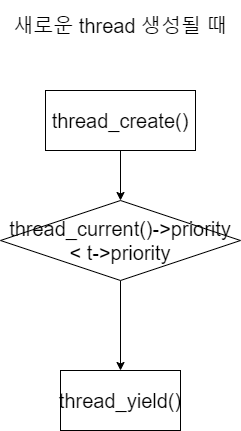 새로운 thread 생성될 때
thread_create()
thread_current()->priority
< t->priority
thread_yield()